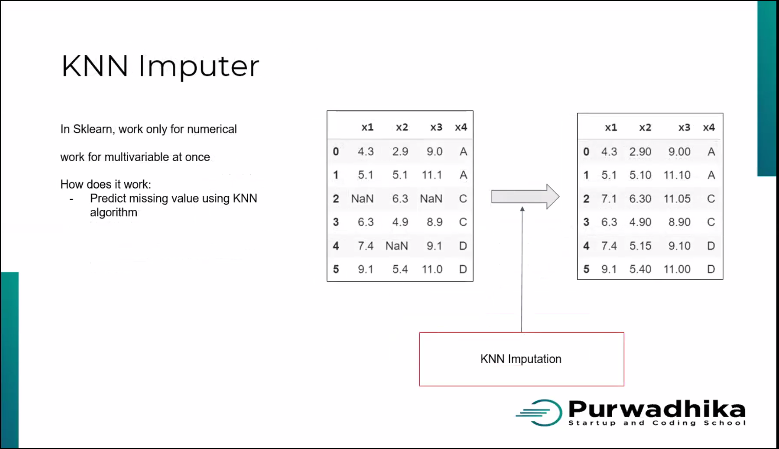 KNN Imputer
In Sklearn, work only for numerical
work for multivariable at once
How does it work:
- Predict missing value using KNN
algorithm
x1 x2 x3 x4
0 4.3 2.9 9.0 A
1 5.1 5.1 11.1 A
2 NaN 6.3 NaN C
3 6.3 4.9 8.9 C
4 7.4 NaN 9.1 D
5 9.1 5.4 11.0 D
x1 x2 x3 x4
0 4.3 2.90 9.00 A
1 5.1 5.10 11.10 A
2 7.1 6.30 11.05 C
3 6.3 4.90 8.90 C
4 7.4 5.15 9.10 D
5 9.1 5.40 11.00 D
KNN Imputation
Purwadhika
Startup and Coding School